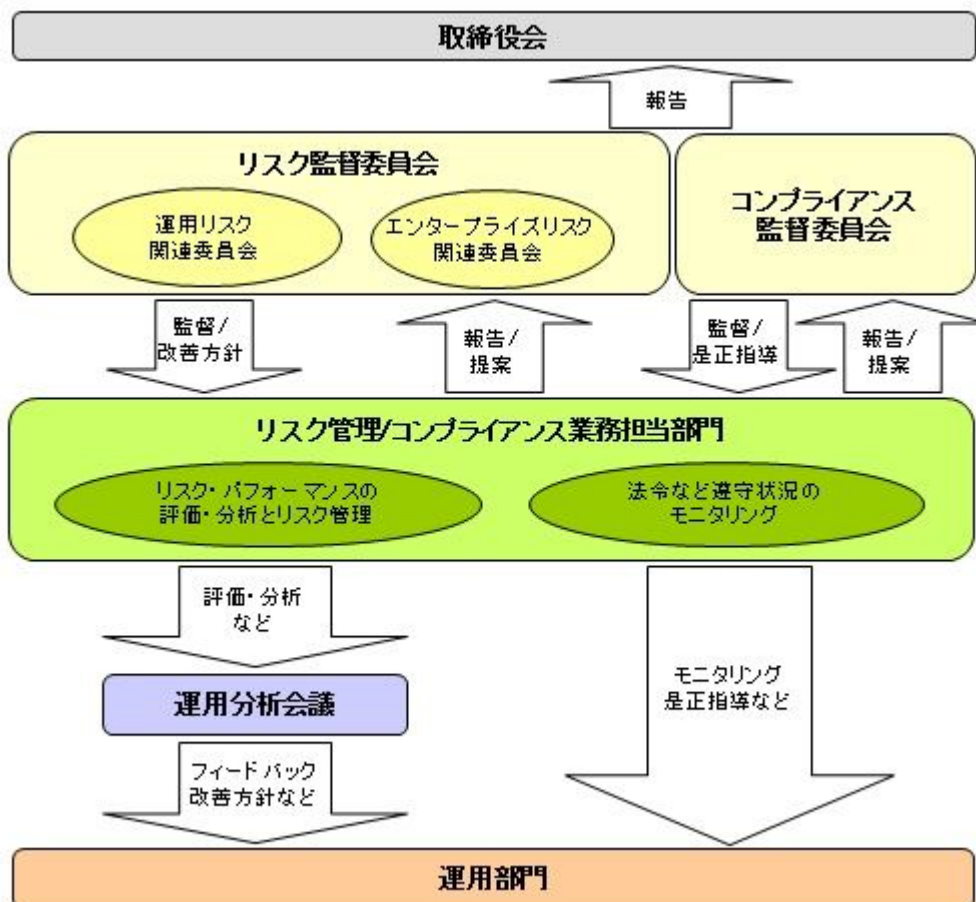 取締役会
報告
リスク監督委員会
運用リスク
関連委員会
エンタープライズリスク
関連委員会
コンプライアンス
監督委員会
監督/
改善方針
報告/
提案
監督/
是正指導
報告/
提案
リスク管理/コンプライアンス業務担当部門
リスク・パフォーマンスの
評価・分析とリスク管理
法令など遵守状況の
モニタリング
評価・分析
など
運用分析会議
モニタリング
是正指導など
フィードバック
改善方針など
運用部門